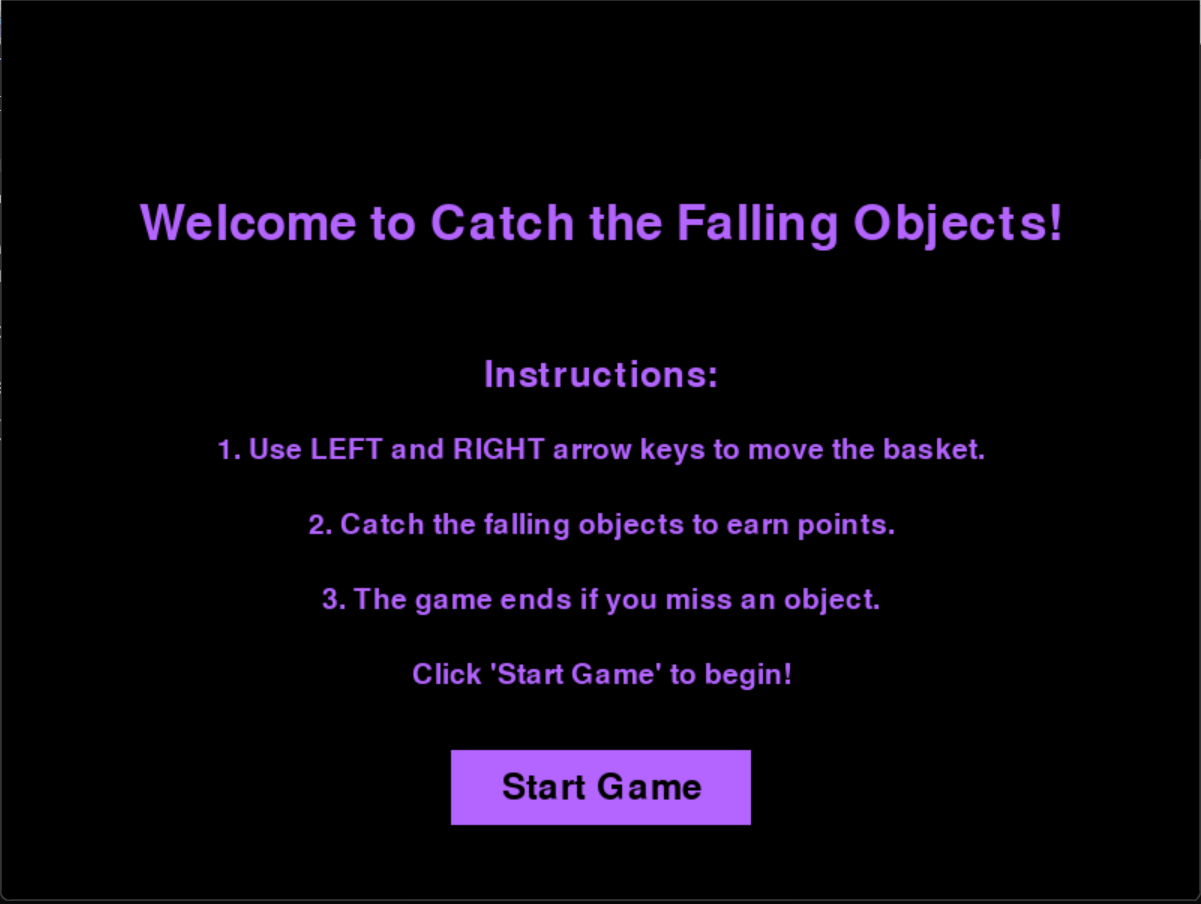 Welcome to Catch the Falling Objects!
Instructions:
1. Use LEFT and RIGHT arrow keys to move the basket.
2. Catch the falling objects to earn points.
3. The game ends if you miss an object.
Click 'Start Game' to begin!
Start Game